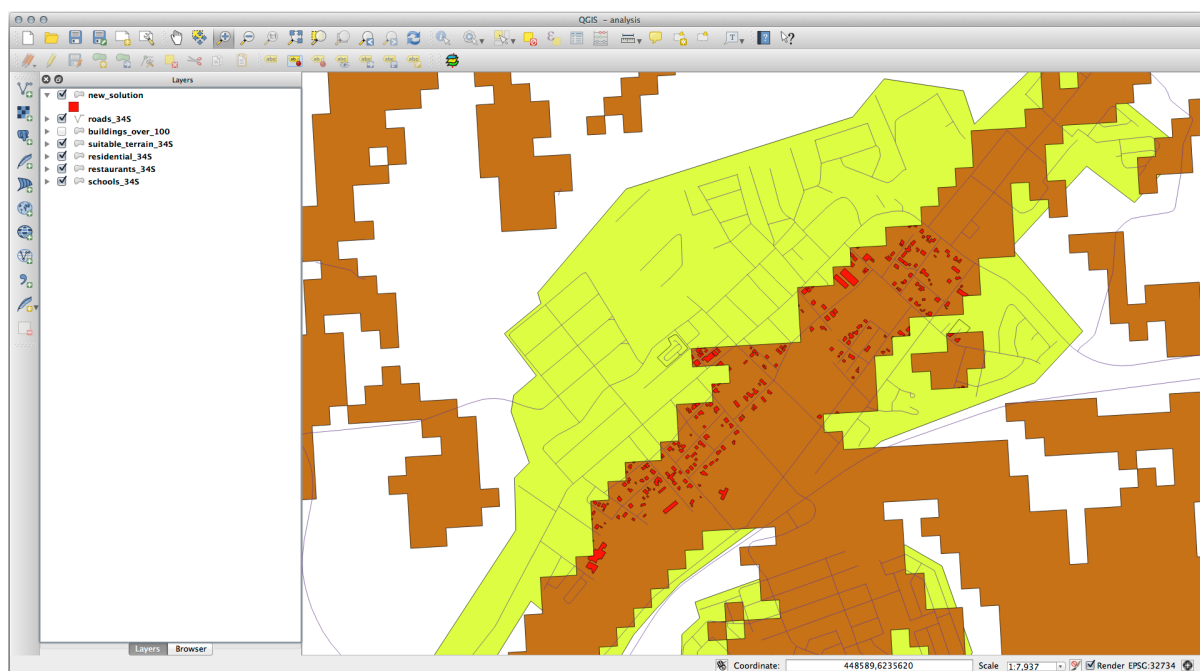 QGIS - analysis
Layers
new_solution
roads_34S
buildings_over_100
suitable_terrain_34S
residential_34S
restaurants_34S
schools_34S
Layers Browser
Coordinate: 448589,6235620 Scale 1:7,937 Render EPSG:32734